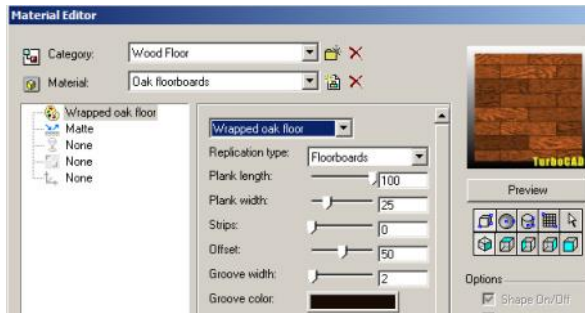 Material Editor
Category: Wood Floor
Material: Oak floorboards
Wrapped oak floor
Matte
None
None
None
Wrapped oak floor
Replication type: Floorboards
Plank length: 100
Plank width: 25
Strips: 0
Offset: 50
Groove width: 2
Groove color:
TurboCAD
Preview
Options
Shape On/Off